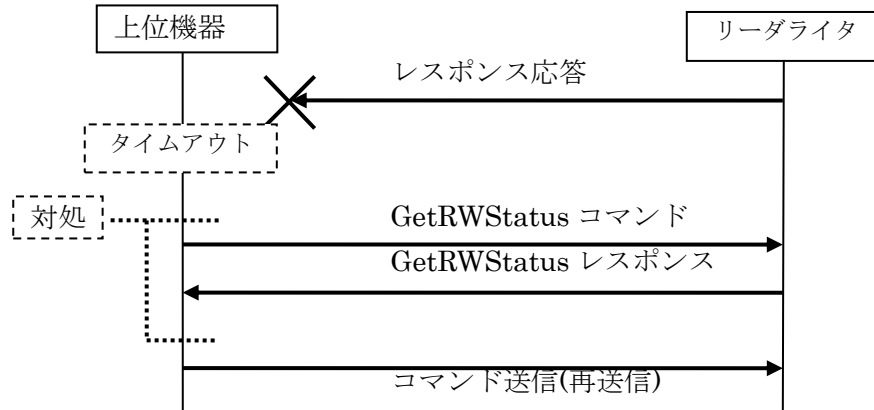 上位機器
リーダライタ
レスポンス応答
タイムアウト
対処
GetRWStatus コマンド
GetRWStatus レスポンス
コマンド送信(再送信)